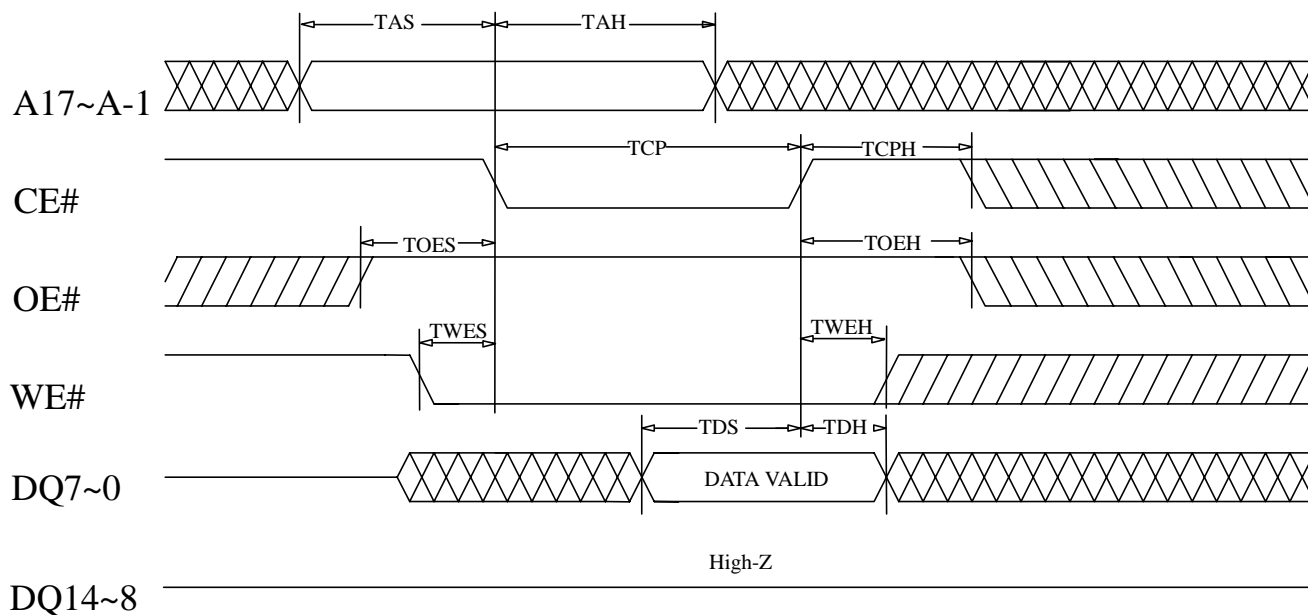 TAS TAH
A17~A-1
TCP TCPH
CE#
TOES TOEH
OE#
TWES TWEH
WE#
TDS TDH
DQ7~0 DATA VALID
High-Z
DQ14~8